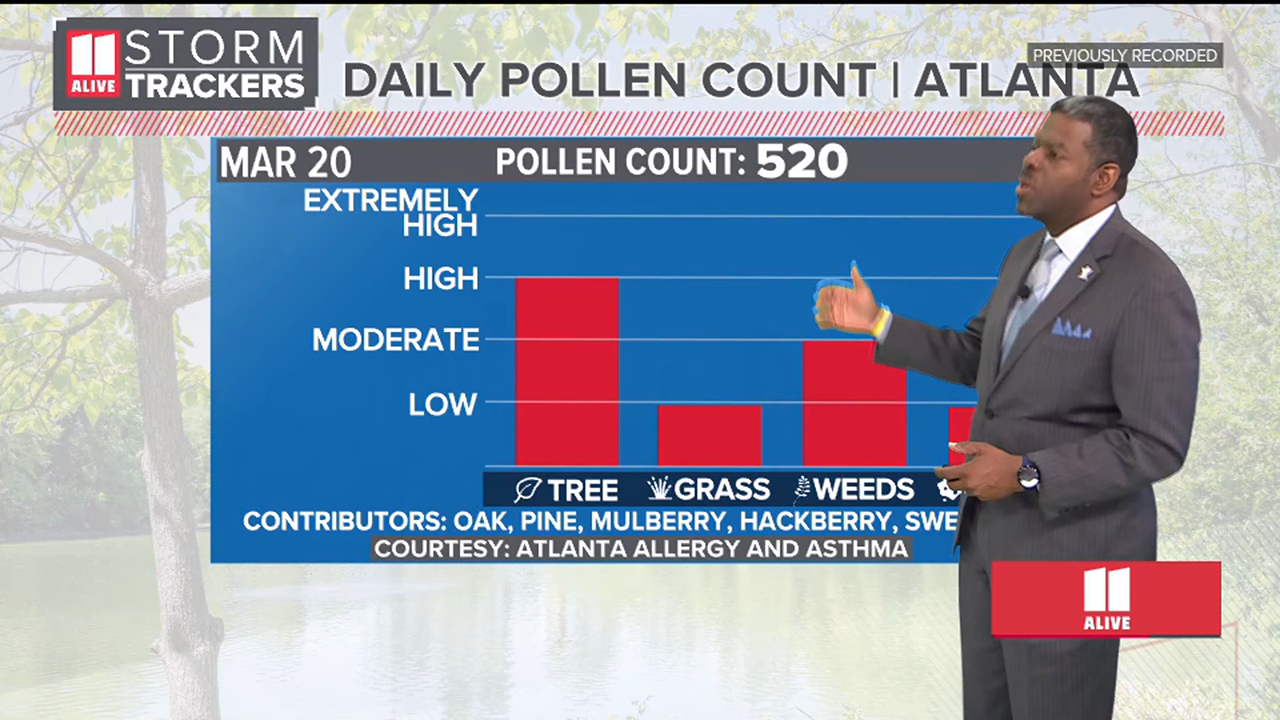 11 ALIVE
STORM
TRACKERS
PREVIOUSLY RECORDED
DAILY POLLEN COUNT | ATLANTA
MAR 20
POLLEN COUNT: 520
EXTREMELY
HIGH
HIGH
MODERATE
LOW
TREE GRASS WEEDS
CONTRIBUTORS: OAK, PINE, MULBERRY, HACKBERRY, SWE
COURTESY: ATLANTA ALLERGY AND ASTHMA
11
ALIVE